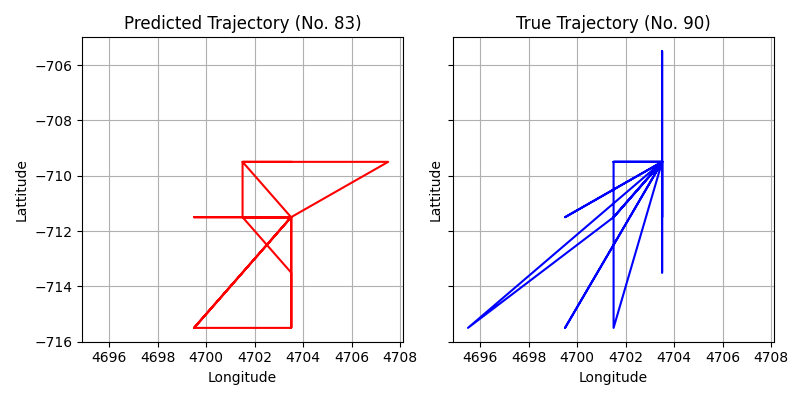 Predicted Trajectory (No. 83)
True Trajectory (No. 90)
−706
−708
−710
−712
−714
−716
Lattitude
Lattitude
4696 4698 4700 4702 4704 4706 4708
4696 4698 4700 4702 4704 4706 4708
Longitude
Longitude